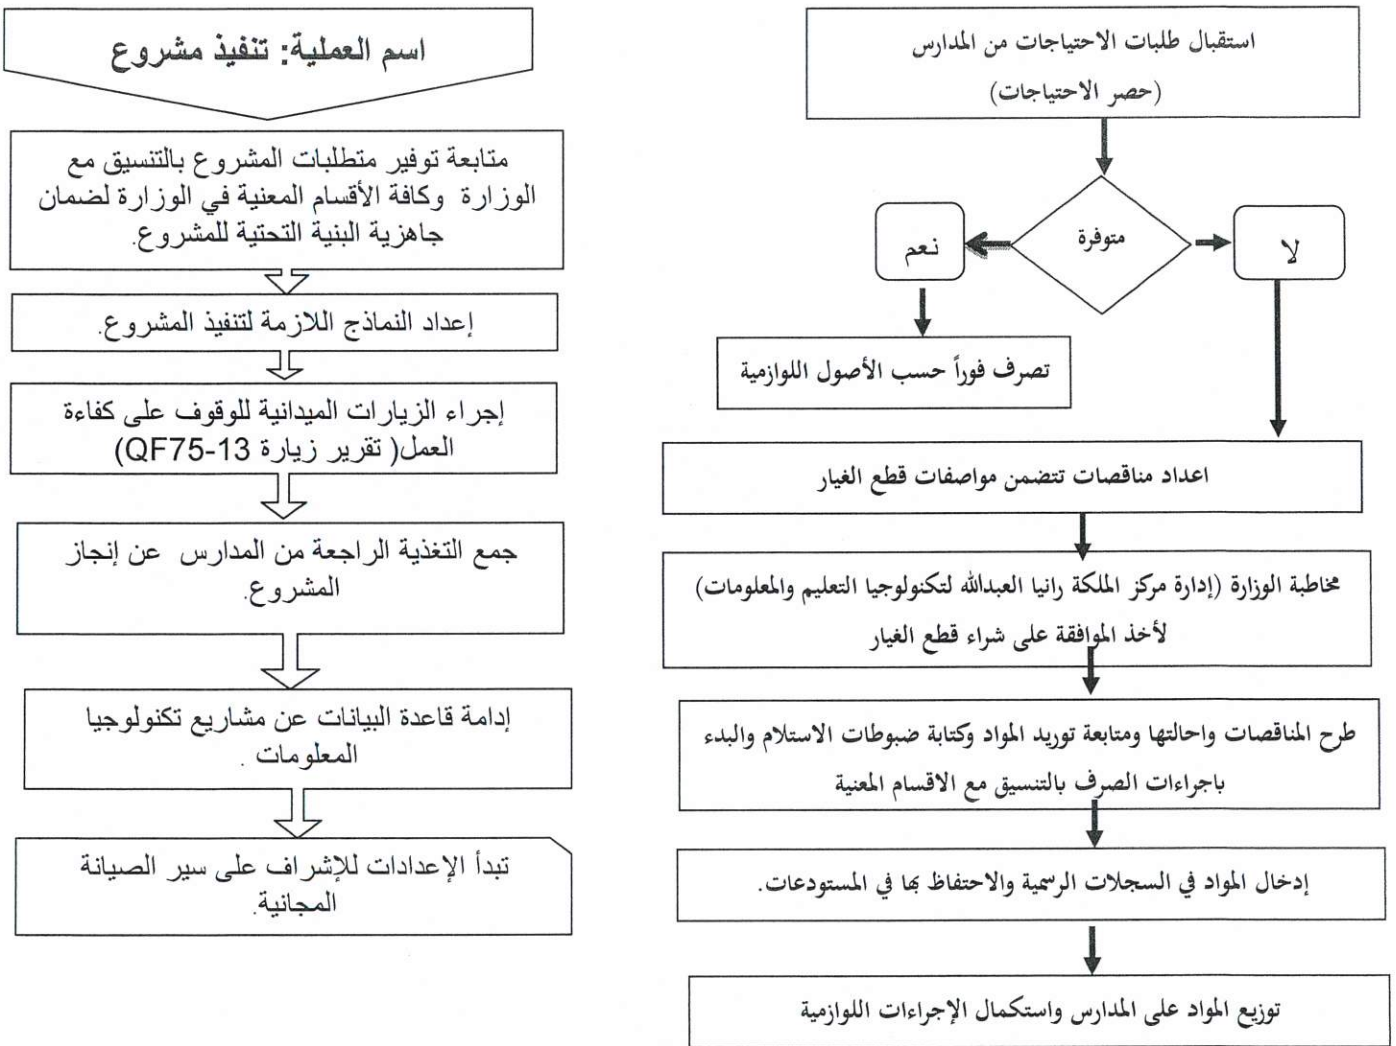 استقبال طلبات الاحتياجات من المدارس
(حصر الاحتياجات)
متوفرة
لا
نعم
تصرف فوراً حسب الأصول اللوازمية
اعداد مناقصات تتضمن مواصفات قطع الغيار
مخاطبة الوزارة (إدارة مركز الملكة رانيا العبدالله لتكنولوجيا التعليم والمعلومات)
لأخذ الموافقة على شراء قطع الغيار
طرح المناقصات واحالتها ومتابعة توريد المواد وكتابة ضبوطات الاستلام والبدء
باجراءات الصرف بالتنسيق مع الاقسام المعنية
إدخال المواد في السجلات الرسمية والاحتفاظ بها في المستودعات.
توزيع المواد على المدارس واستكمال الإجراءات اللوازمية
اسم العملية: تنفيذ مشروع
متابعة توفير متطلبات المشروع بالتنسيق مع
الوزارة وكافة الأقسام المعنية في الوزارة لضمان
جاهزية البنية التحتية للمشروع.
إعداد النماذج اللازمة لتنفيذ المشروع.
إجراء الزيارات الميدانية للوقوف على كفاءة
العمل( تقرير زيارة QF75-13)
جمع التغذية الراجعة من المدارس عن إنجاز
المشروع.
إدامة قاعدة البيانات عن مشاريع تكنولوجيا
المعلومات .
تبدأ الإعدادات للإشراف على سير الصيانة
المجانية.